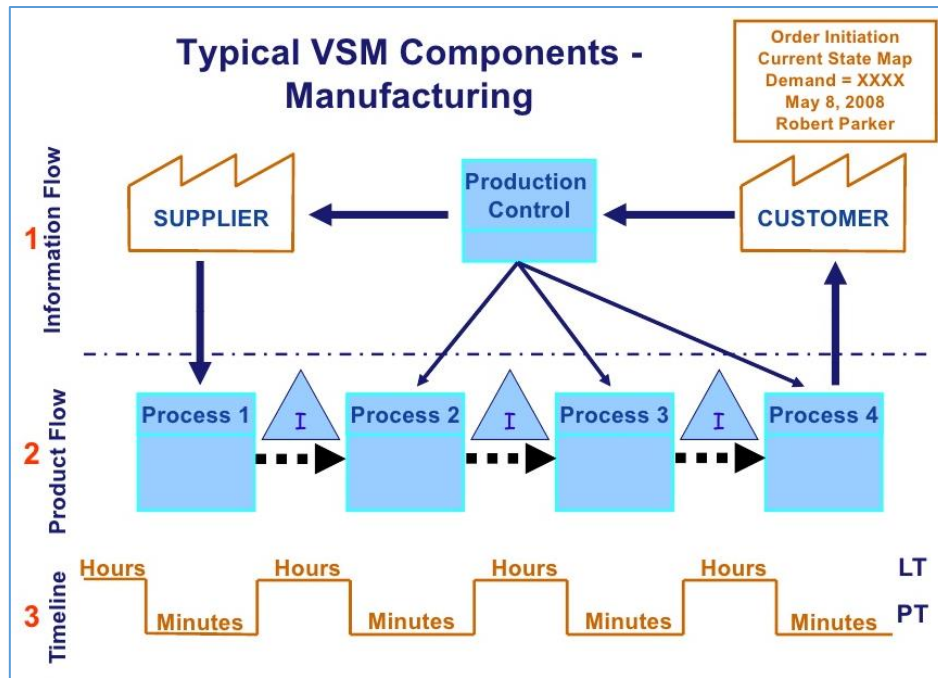 Typical VSM Components -
Manufacturing
Order Initiation
Current State Map
Demand = XXXX
May 8, 2008
Robert Parker
1
Information Flow
SUPPLIER
Production
Control
CUSTOMER
2
Product Flow
Process 1
I
Process 2
I
Process 3
I
Process 4
3
Timeline
Hours
Minutes
Hours
Minutes
Hours
Minutes
Hours
Minutes
LT
PT